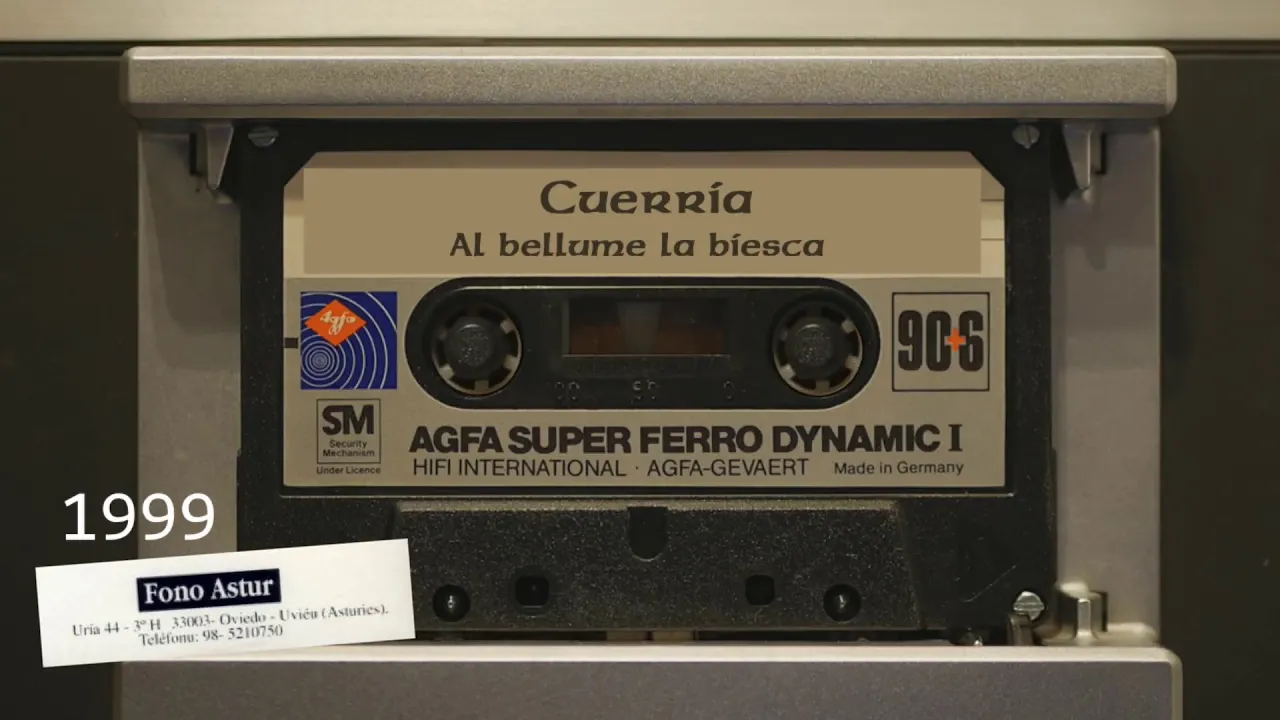 Cuerría
Al bellume la biesca
Agfa
90+6
SM
Security
Mechanism
Under Licence
AGFA SUPER FERRO DYNAMIC I
HIFI INTERNATIONAL · AGFA-GEVAERT Made in Germany
1999
Fono Astur
Uría 44 - 3º H 33003- Oviedo - Uviéu (Asturies).
Teléfonu: 98- 5210750